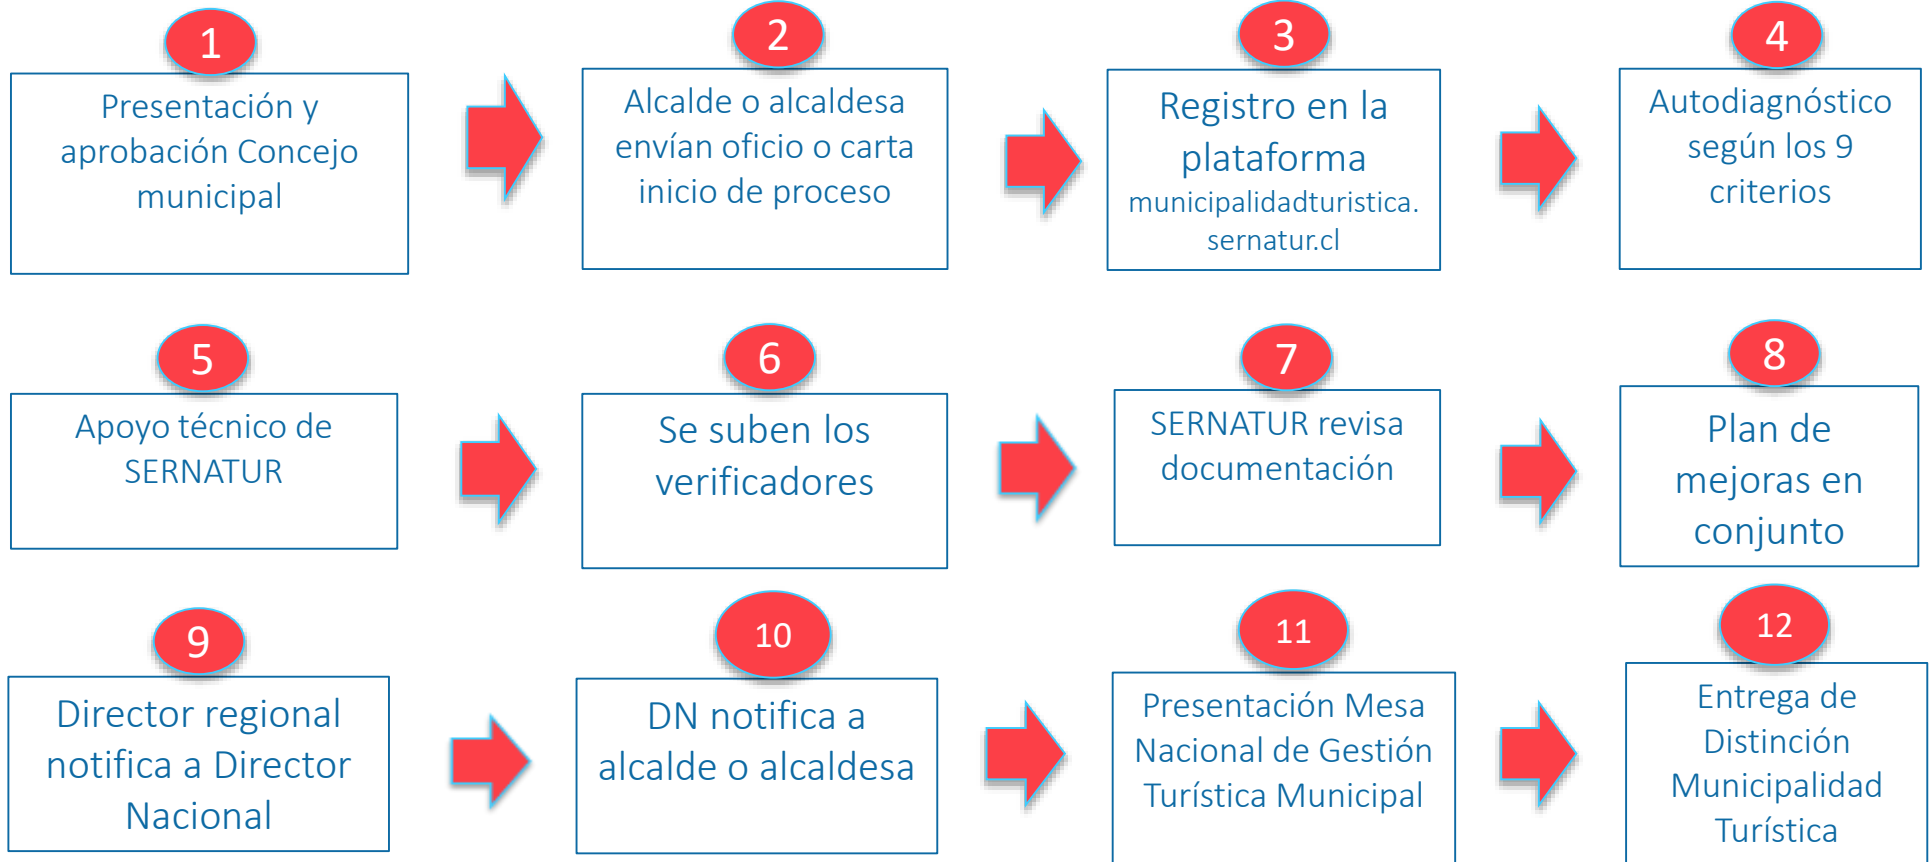 1
Presentación y
aprobación Concejo
municipal
2
Alcalde o alcaldesa
envían oficio o carta
inicio de proceso
3
Registro en la
plataforma
municipalidadturistica.
sernatur.cl
4
Autodiagnóstico
según los 9
criterios
5
Apoyo técnico de
SERNATUR
6
Se suben los
verificadores
7
SERNATUR revisa
documentación
8
Plan de
mejoras en
conjunto
9
Director regional
notifica a Director
Nacional
10
DN notifica a
alcalde o alcaldesa
11
Presentación Mesa
Nacional de Gestión
Turística Municipal
12
Entrega de
Distinción
Municipalidad
Turística